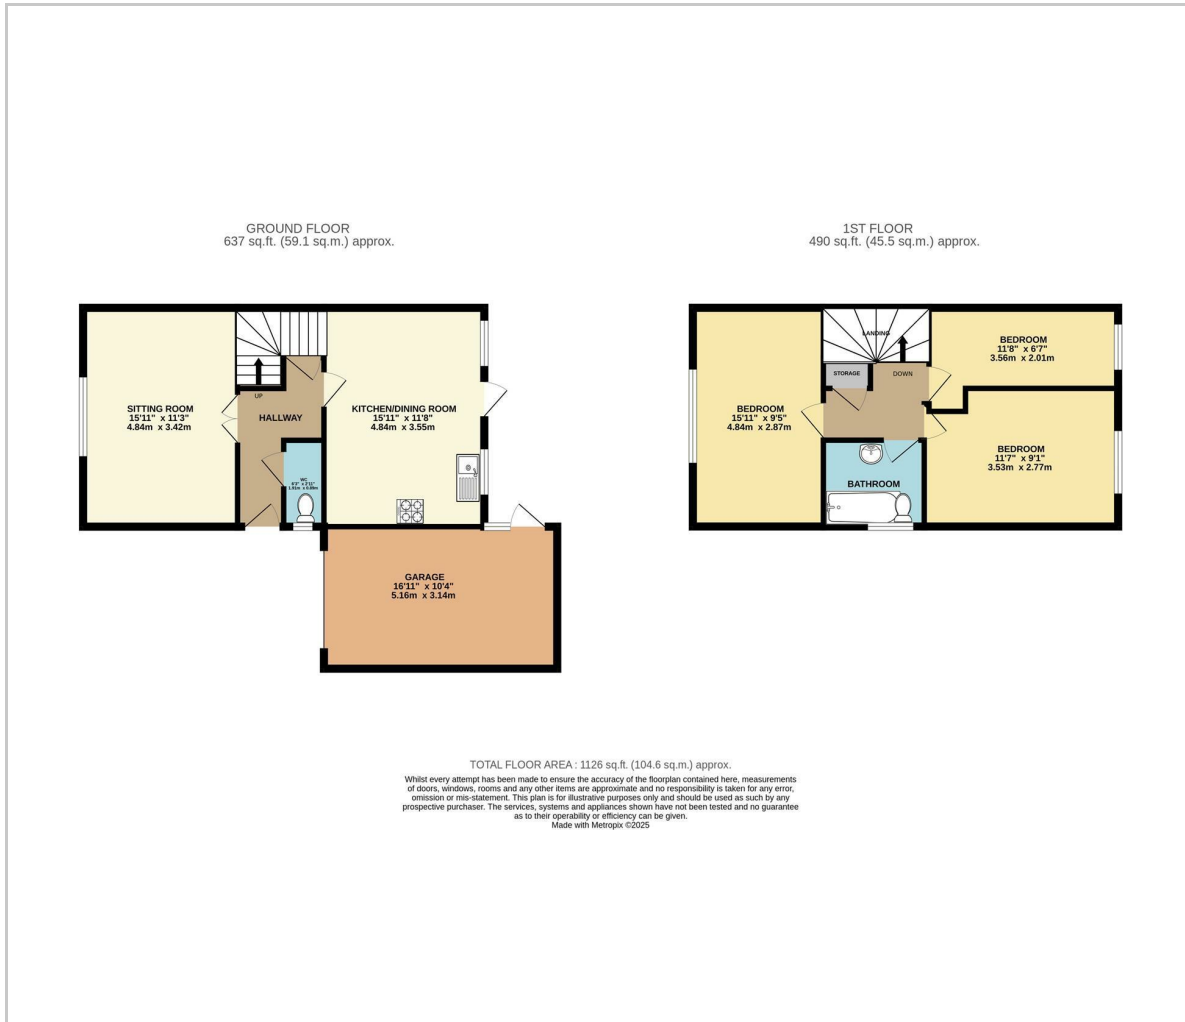 GROUND FLOOR
637 sq.ft. (59.1 sq.m.) approx.
SITTING ROOM
15'11" x 11'3"
4.84m x 3.42m
UP
HALLWAY
KITCHEN/DINING ROOM
15'11" x 11'8"
4.84m x 3.55m
WC
6'3" x 2'11"
1.91m x 0.89m
GARAGE
16'11" x 10'4"
5.16m x 3.14m
1ST FLOOR
490 sq.ft. (45.5 sq.m.) approx.
LANDING
STORAGE
DOWN
BEDROOM
11'8" x 6'7"
3.56m x 2.01m
BEDROOM
15'11" x 9'5"
4.84m x 2.87m
BEDROOM
11'7" x 9'1"
3.53m x 2.77m
BATHROOM
TOTAL FLOOR AREA : 1126 sq.ft. (104.6 sq.m.) approx.
Whilst every attempt has been made to ensure the accuracy of the floorplan contained here, measurements
of doors, windows, rooms and any other items are approximate and no responsibility is taken for any error,
omission or mis-statement. This plan is for illustrative purposes only and should be used as such by any
prospective purchaser. The services, systems and appliances shown have not been tested and no guarantee
as to their operability or efficiency can be given.
Made with Metropix ©2025